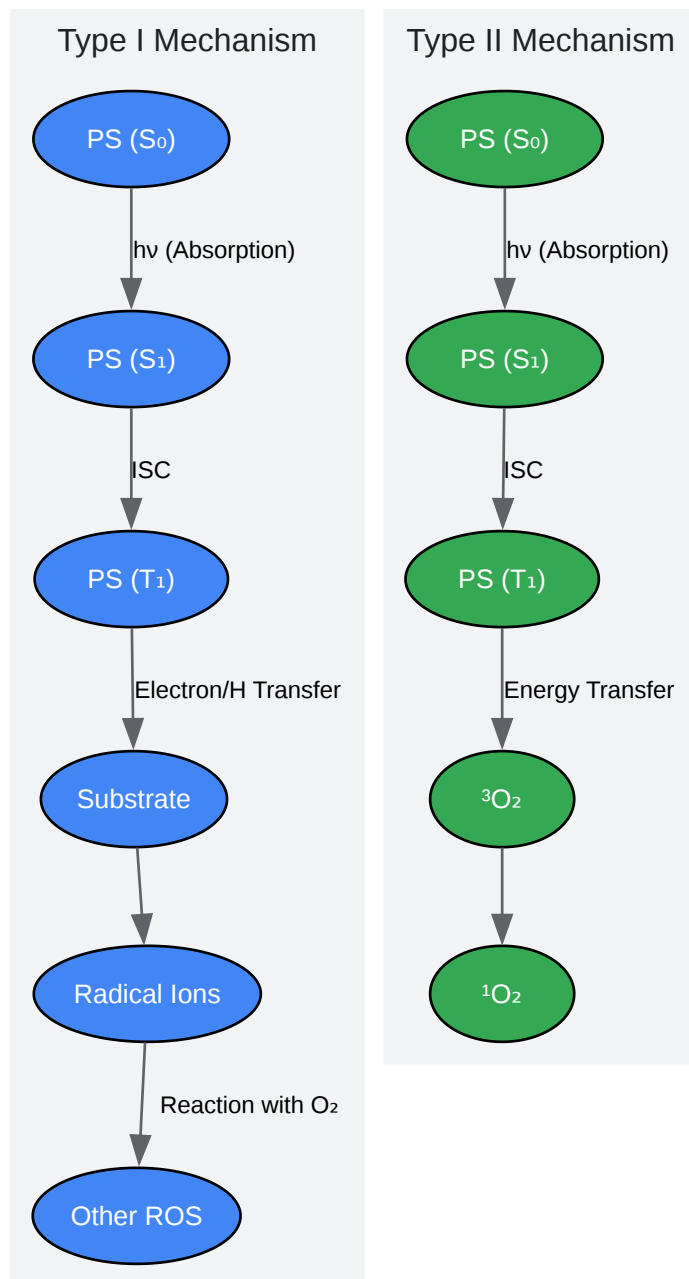 Type I Mechanism
PS (S₀)
hν (Absorption)
PS (S₁)
ISC
PS (T₁)
Electron/H Transfer
Substrate
Radical Ions
Reaction with O₂
Other ROS
Type II Mechanism
PS (S₀)
hν (Absorption)
PS (S₁)
ISC
PS (T₁)
Energy Transfer
³O₂
¹O₂